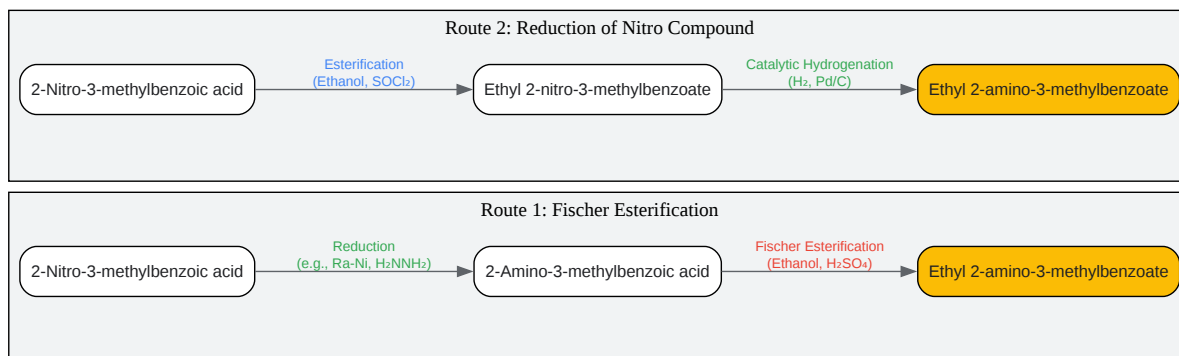 Route 2: Reduction of Nitro Compound
2-Nitro-3-methylbenzoic acid
Esterification
(Ethanol, SOCl₂)
Ethyl 2-nitro-3-methylbenzoate
Catalytic Hydrogenation
(H₂, Pd/C)
Ethyl 2-amino-3-methylbenzoate
Route 1: Fischer Esterification
2-Nitro-3-methylbenzoic acid
Reduction
(e.g., Ra-Ni, H₂NNH₂)
2-Amino-3-methylbenzoic acid
Fischer Esterification
(Ethanol, H₂SO₄)
Ethyl 2-amino-3-methylbenzoate